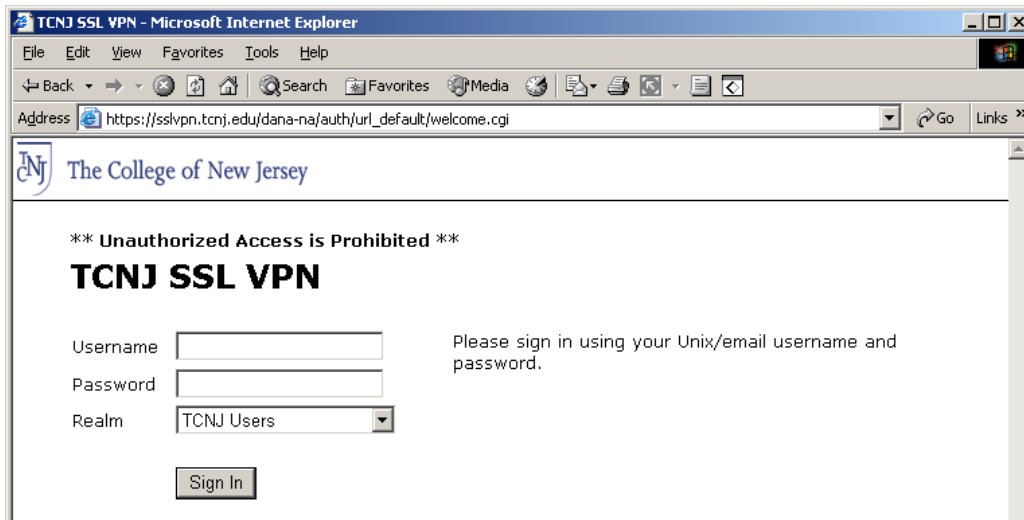 TCNJ SSL VPN - Microsoft Internet Explorer
File Edit View Favorites Tools Help
Back Search Favorites Media
Address https://sslvpn.tcnj.edu/dana-na/auth/url_default/welcome.cgi Go Links »
TCNJ The College of New Jersey
** Unauthorized Access is Prohibited **
TCNJ SSL VPN
Username
Password
Realm TCNJ Users
Please sign in using your Unix/email username and
password.
Sign In